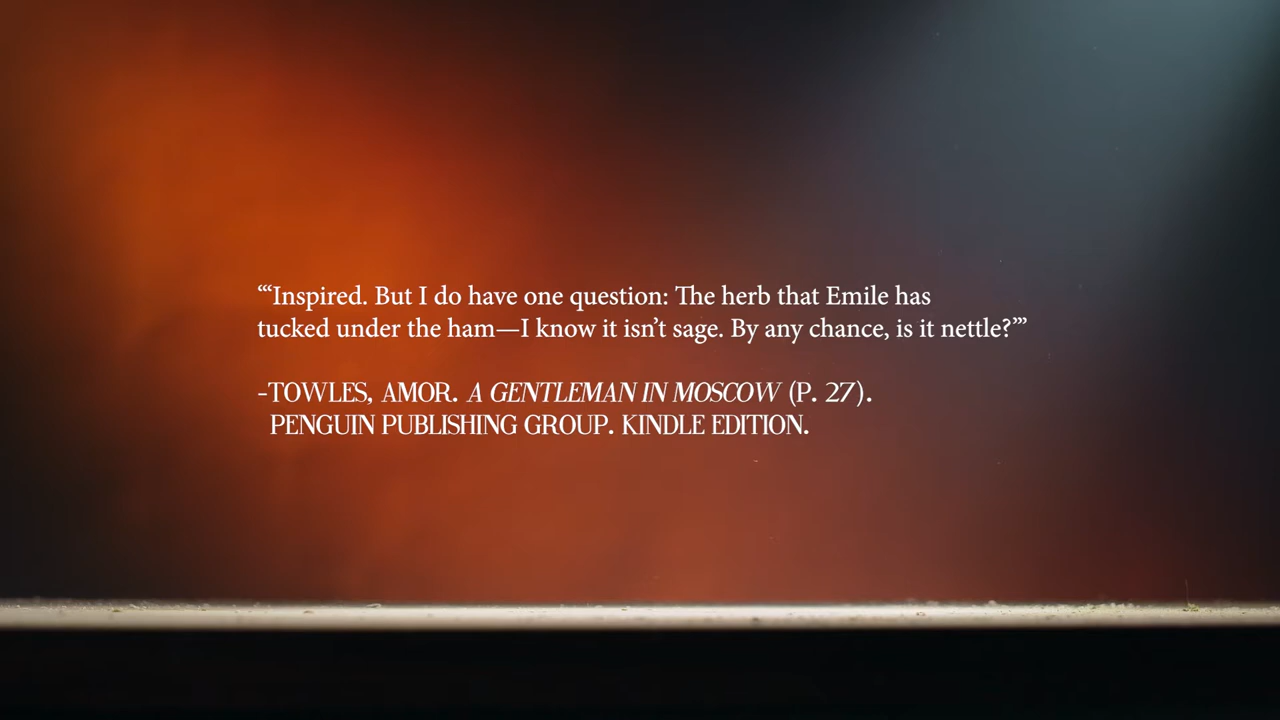 “‘Inspired. But I do have one question: The herb that Emile has
tucked under the ham—I know it isn’t sage. By any chance, is it nettle?’”
-TOWLES, AMOR. A GENTLEMAN IN MOSCOW (P. 27).
PENGUIN PUBLISHING GROUP. KINDLE EDITION.